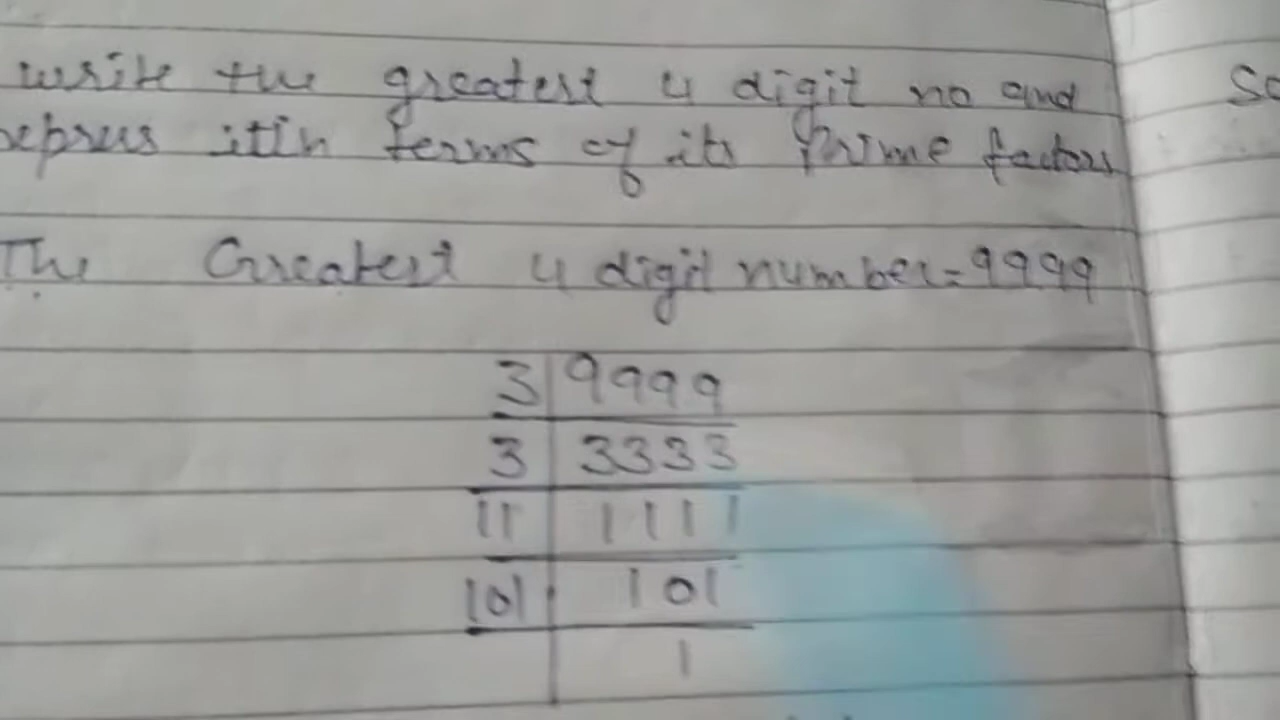 write the greatest 4 digit no and So
express it in terms of its Prime factors
The Greatest 4 digit number = 9999
3 | 9999
3 | 3333
11 | 1111
101 | 101
1